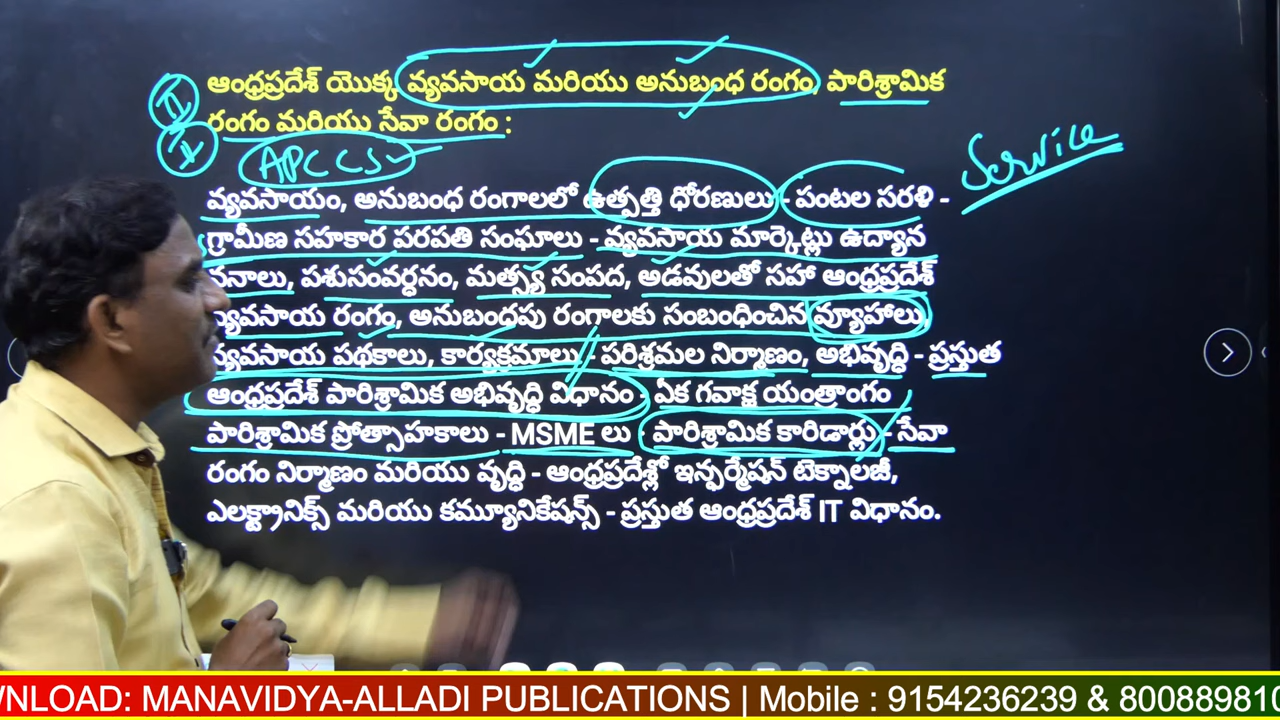 ఆంధ్రప్రదేశ్ యొక్క వ్యవసాయ మరియు అనుబంధ రంగం, పారిశ్రామిక
రంగం మరియు సేవా రంగం :
APCCS
Service
వ్యవసాయం, అనుబంధ రంగాలలో ఉత్పత్తి ధోరణులు - పంటల సరళి -
గ్రామీణ సహకార పరపతి సంఘాలు - వ్యవసాయ మార్కెట్లు ఉద్యాన
వనాలు, పశుసంవర్ధనం, మత్స్య సంపద, అడవులతో సహా ఆంధ్రప్రదేశ్
వ్యవసాయ రంగం, అనుబంధపు రంగాలకు సంబంధించిన వ్యూహాలు,
వ్యవసాయ పథకాలు, కార్యక్రమాలు - పరిశ్రమల నిర్మాణం, అభివృద్ధి - ప్రస్తుత
ఆంధ్రప్రదేశ్ పారిశ్రామిక అభివృద్ధి విధానం - ఏక గవాక్ష యంత్రాంగం
పారిశ్రామిక ప్రోత్సాహకాలు - MSME లు - పారిశ్రామిక కారిడార్లు - సేవా
రంగం నిర్మాణం మరియు వృద్ధి - ఆంధ్రప్రదేశ్లో ఇన్ఫర్మేషన్ టెక్నాలజీ,
ఎలక్ట్రానిక్స్ మరియు కమ్యూనికేషన్స్ - ప్రస్తుత ఆంధ్రప్రదేశ్ IT విధానం.
WNLOAD: MANAVIDYA-ALLADI PUBLICATIONS | Mobile : 9154236239 & 800889810